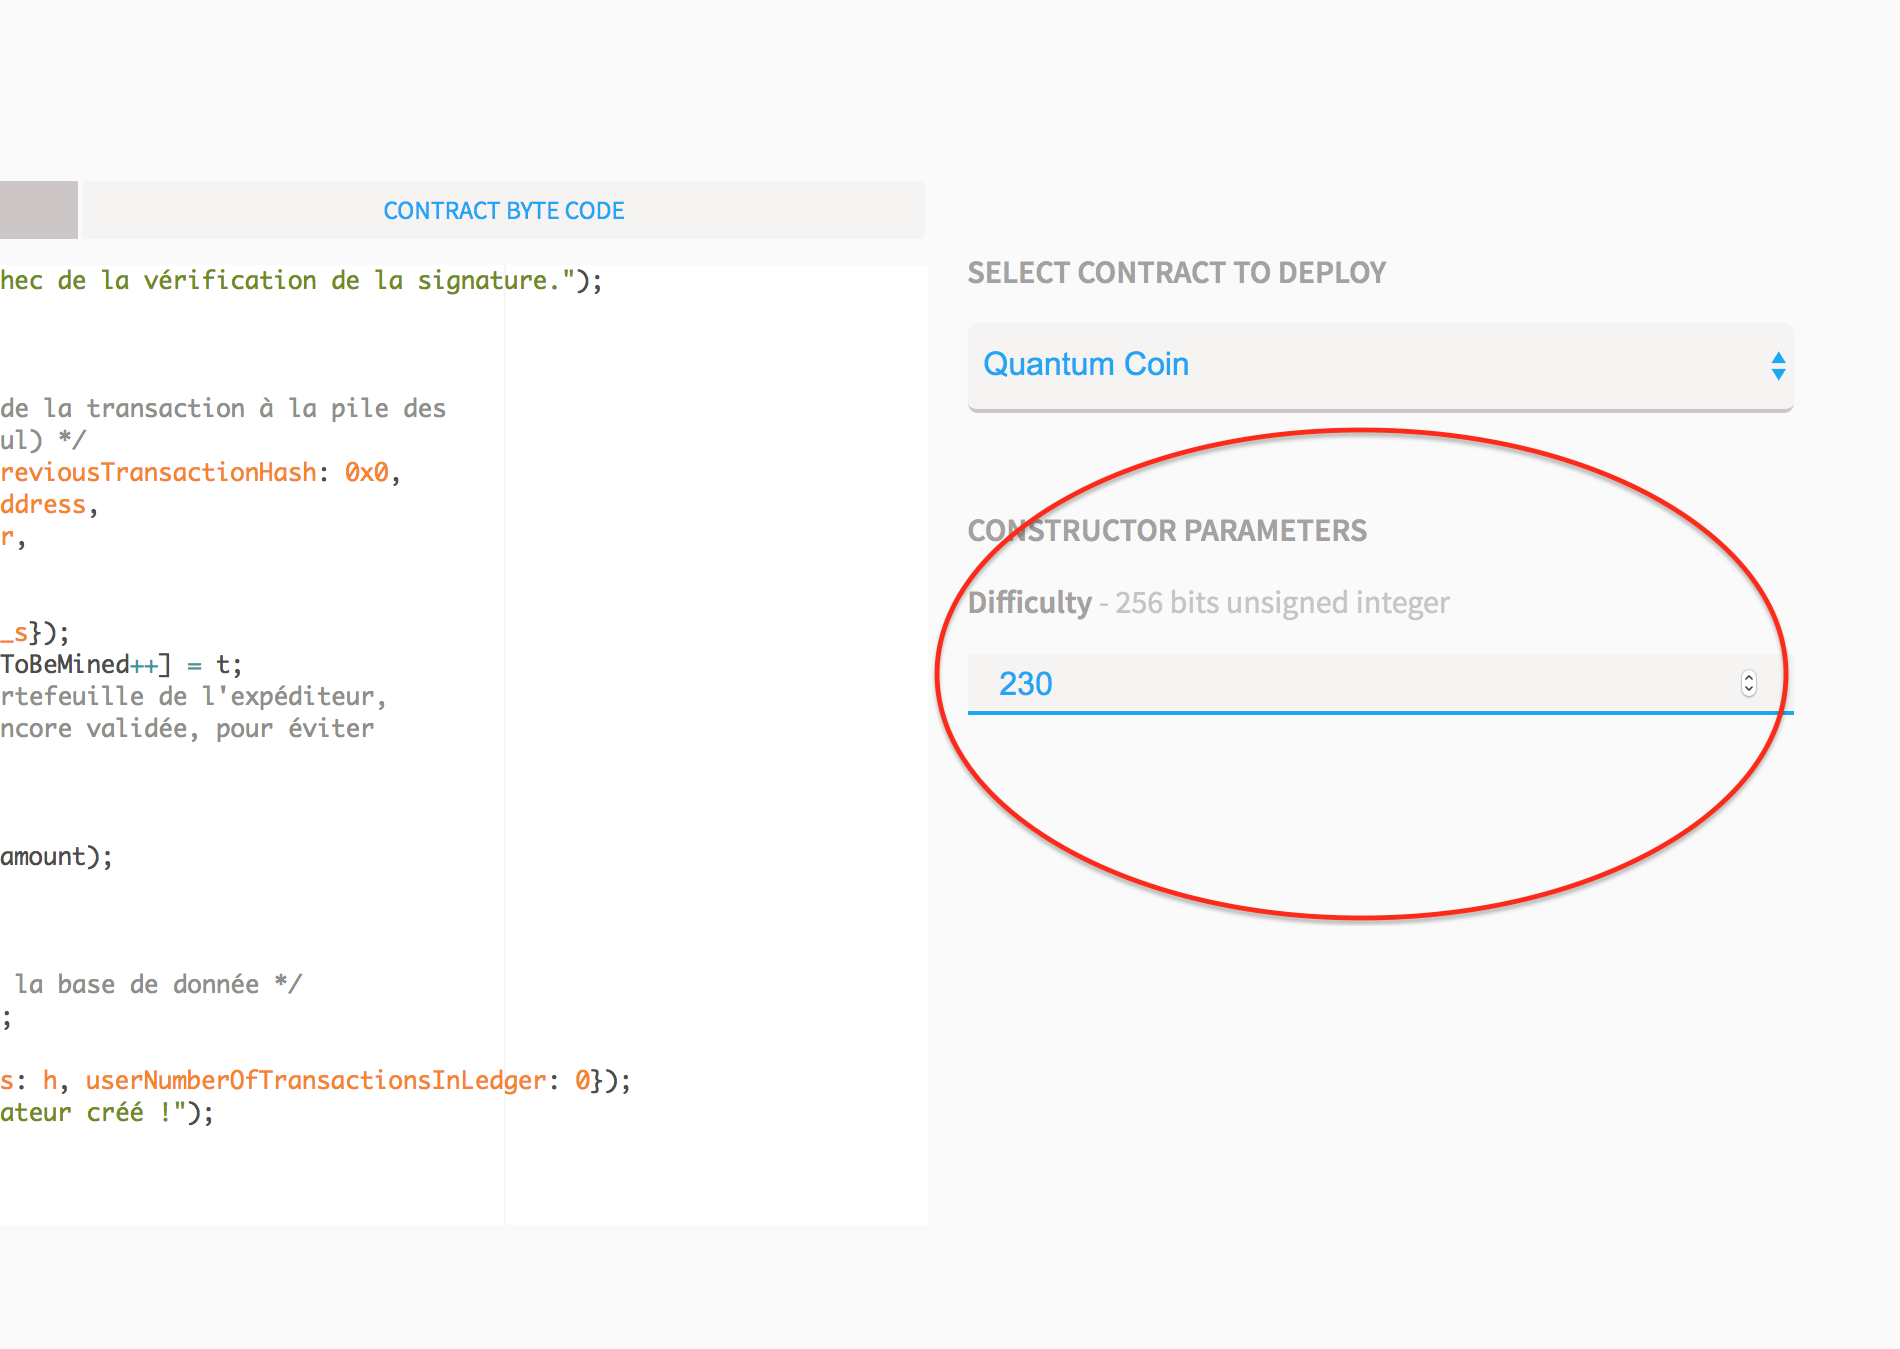 CONTRACT BYTE CODE
hec de la vérification de la signature.");
de la transaction à la pile des
ul) */
reviousTransactionHash: 0x0,
ddress,
r,
_s});
ToBeMined++] = t;
rtefeuille de l'expéditeur,
ncore validée, pour éviter
amount);
la base de donnée */
;
s: h, userNumberOfTransactionsInLedger: 0});
ateur créé !");
SELECT CONTRACT TO DEPLOY
Quantum Coin
CONSTRUCTOR PARAMETERS
Difficulty - 256 bits unsigned integer
230